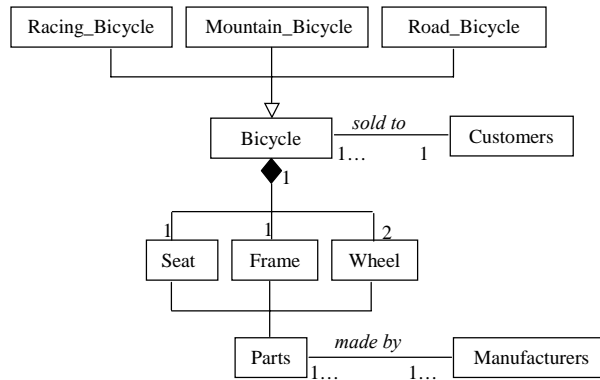 Racing_Bicycle Mountain_Bicycle Road_Bicycle
sold to
Bicycle Customers
1… 1
1
1 1 2
Seat Frame Wheel
made by
Parts Manufacturers
1… 1…